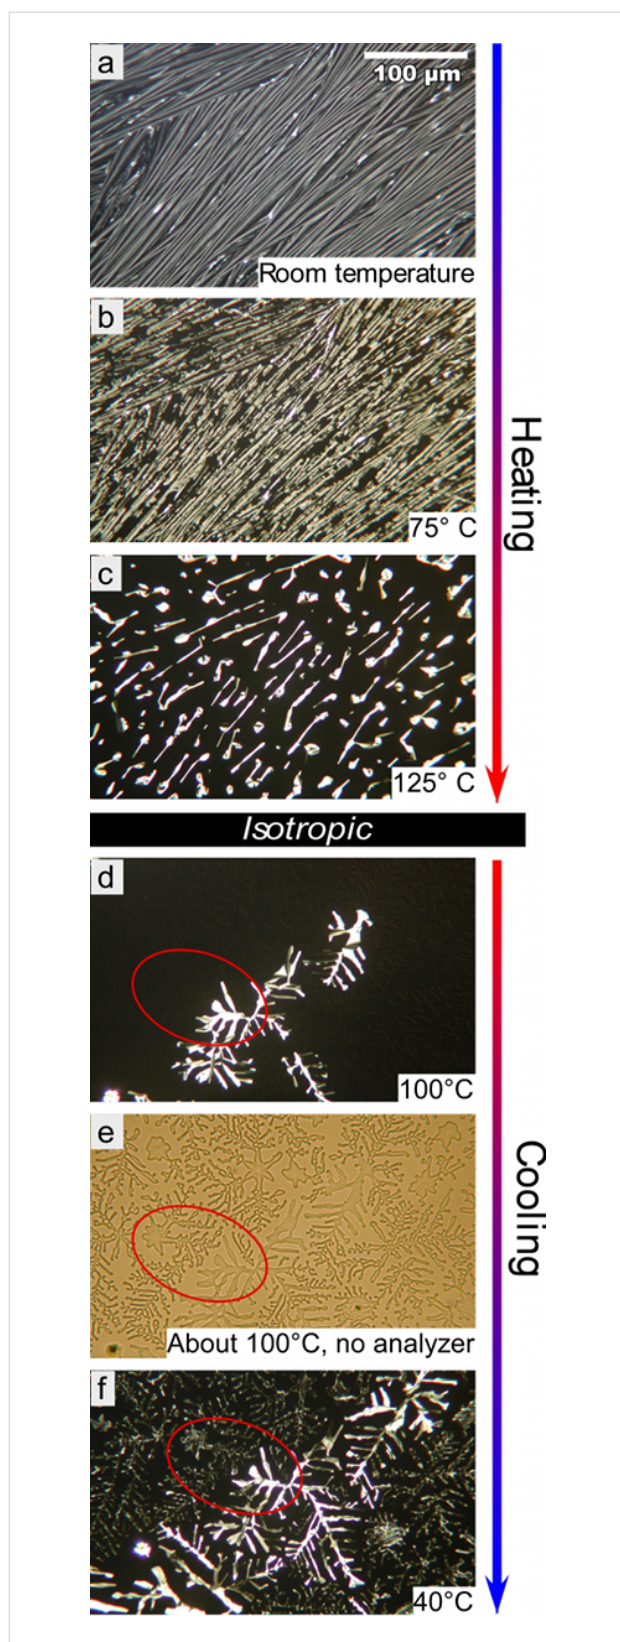 a
100 µm
Room temperature
b
75° C
c
125° C
Heating
Isotropic
d
100°C
e
About 100°C, no analyzer
f
40°C
Cooling